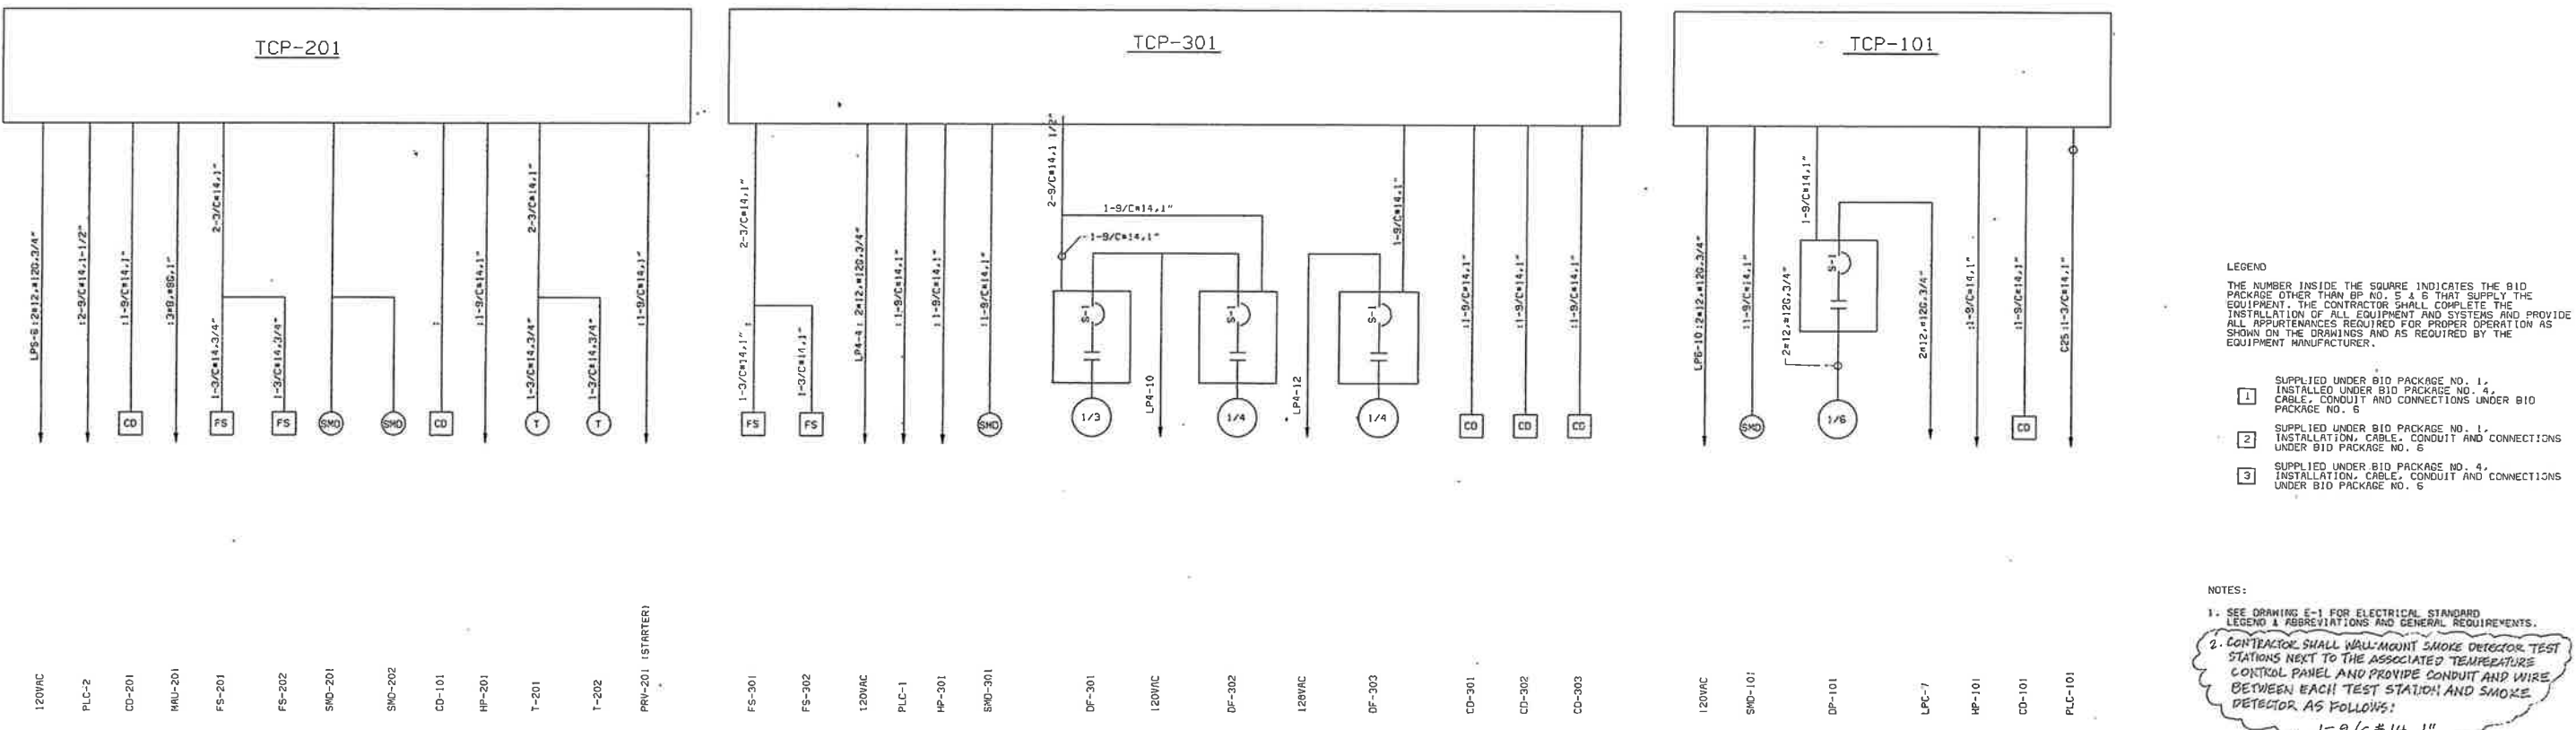 TCP-201
TCP-301
TCP-101
LP5-6:2#12,#12G,3/4"
:2-9/C#14,1-1/2"
:1-9/C#14,1"
:3#8,#8G,1"
2-3/C#14,1"
1-3/C#14,3/4"
1-3/C#14,3/4"
:
:1-9/C#14,1"
2-3/C#14,1"
1-3/C#14,3/4"
1-3/C#14,3/4"
:1-9/C#14,1"
CD
FS
FS
SMD
SMD
CD
T
T
2-3/C#14,1"
1-3/C#14,1"
:
1-3/C#14,1"
LP4-4: 2#12,#12G,3/4"
:1-9/C#14,1"
:1-9/C#14,1"
:1-9/C#14,1"
2-9/C#14,1 1/2"
1-9/C#14,1"
1-9/C#14,1"
1-9/C#14,1"
S-1
S-1
S-1
LP4-10
LP4-12
:1-9/C#14,1"
:1-9/C#14,1"
:1-9/C#14,1"
FS
FS
SMD
1/3
1/4
1/4
CD
CD
CD
LP6-10:2#12,#12G,3/4"
:1-9/C#14,1"
1-9/C#14,1"
S-1
2#12,#12G,3/4"
2#12,#12G,3/4"
:1-9/C#14,1"
:1-9/C#14,1"
C25:1-3/C#14,1"
SMD
1/6
CD
120VAC
PLC-2
CD-201
MAU-201
FS-201
FS-202
SMD-201
SMD-202
CD-101
HP-201
T-201
T-202
PRV-201 (STARTER)
FS-301
FS-302
120VAC
PLC-1
HP-301
SMD-301
DF-301
120VAC
DF-302
120VAC
DF-303
CD-301
CD-302
CD-303
120VAC
SMD-101
DP-101
LPC-7
HP-101
CD-101
PLC-101
LEGEND
THE NUMBER INSIDE THE SQUARE INDICATES THE BID
PACKAGE OTHER THAN BP NO. 5 & 6 THAT SUPPLY THE
EQUIPMENT. THE CONTRACTOR SHALL COMPLETE THE
INSTALLATION OF ALL EQUIPMENT AND SYSTEMS AND PROVIDE
ALL APPURTENANCES REQUIRED FOR PROPER OPERATION AS
SHOWN ON THE DRAWINGS AND AS REQUIRED BY THE
EQUIPMENT MANUFACTURER.
1 SUPPLIED UNDER BID PACKAGE NO. 1,
INSTALLED UNDER BID PACKAGE NO. 4,
CABLE, CONDUIT AND CONNECTIONS UNDER BID
PACKAGE NO. 6
2 SUPPLIED UNDER BID PACKAGE NO. 1,
INSTALLATION, CABLE, CONDUIT AND CONNECTIONS
UNDER BID PACKAGE NO. 6
3 SUPPLIED UNDER BID PACKAGE NO. 4,
INSTALLATION, CABLE, CONDUIT AND CONNECTIONS
UNDER BID PACKAGE NO. 6
NOTES:
1. SEE DRAWING E-1 FOR ELECTRICAL STANDARD
LEGEND & ABBREVIATIONS AND GENERAL REQUIREMENTS.
2. CONTRACTOR SHALL WALL-MOUNT SMOKE DETECTOR TEST
STATIONS NEXT TO THE ASSOCIATED TEMPERATURE
CONTROL PANEL AND PROVIDE CONDUIT AND WIRE
BETWEEN EACH TEST STATION AND SMOKE
DETECTOR AS FOLLOWS:
1-9/C#14,1"